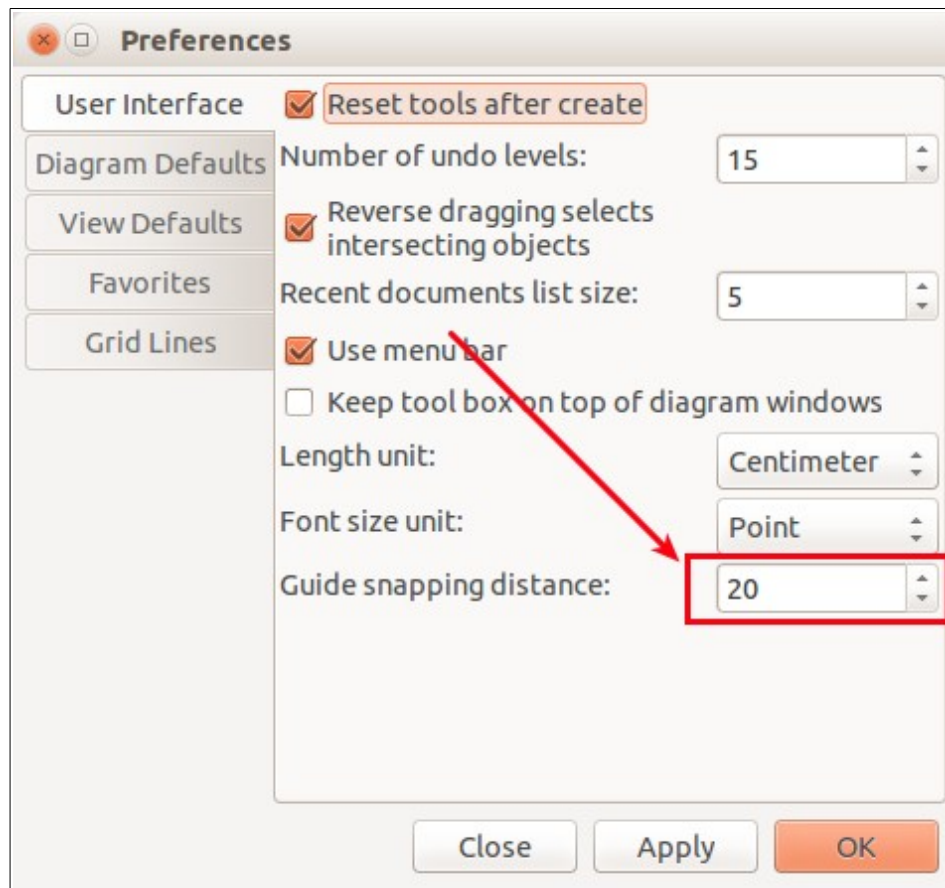 Preferences
User Interface
Diagram Defaults
View Defaults
Favorites
Grid Lines
Reset tools after create
Number of undo levels: 15
Reverse dragging selects
intersecting objects
Recent documents list size: 5
Use menu bar
Keep tool box on top of diagram windows
Length unit: Centimeter
Font size unit: Point
Guide snapping distance: 20
Close Apply OK